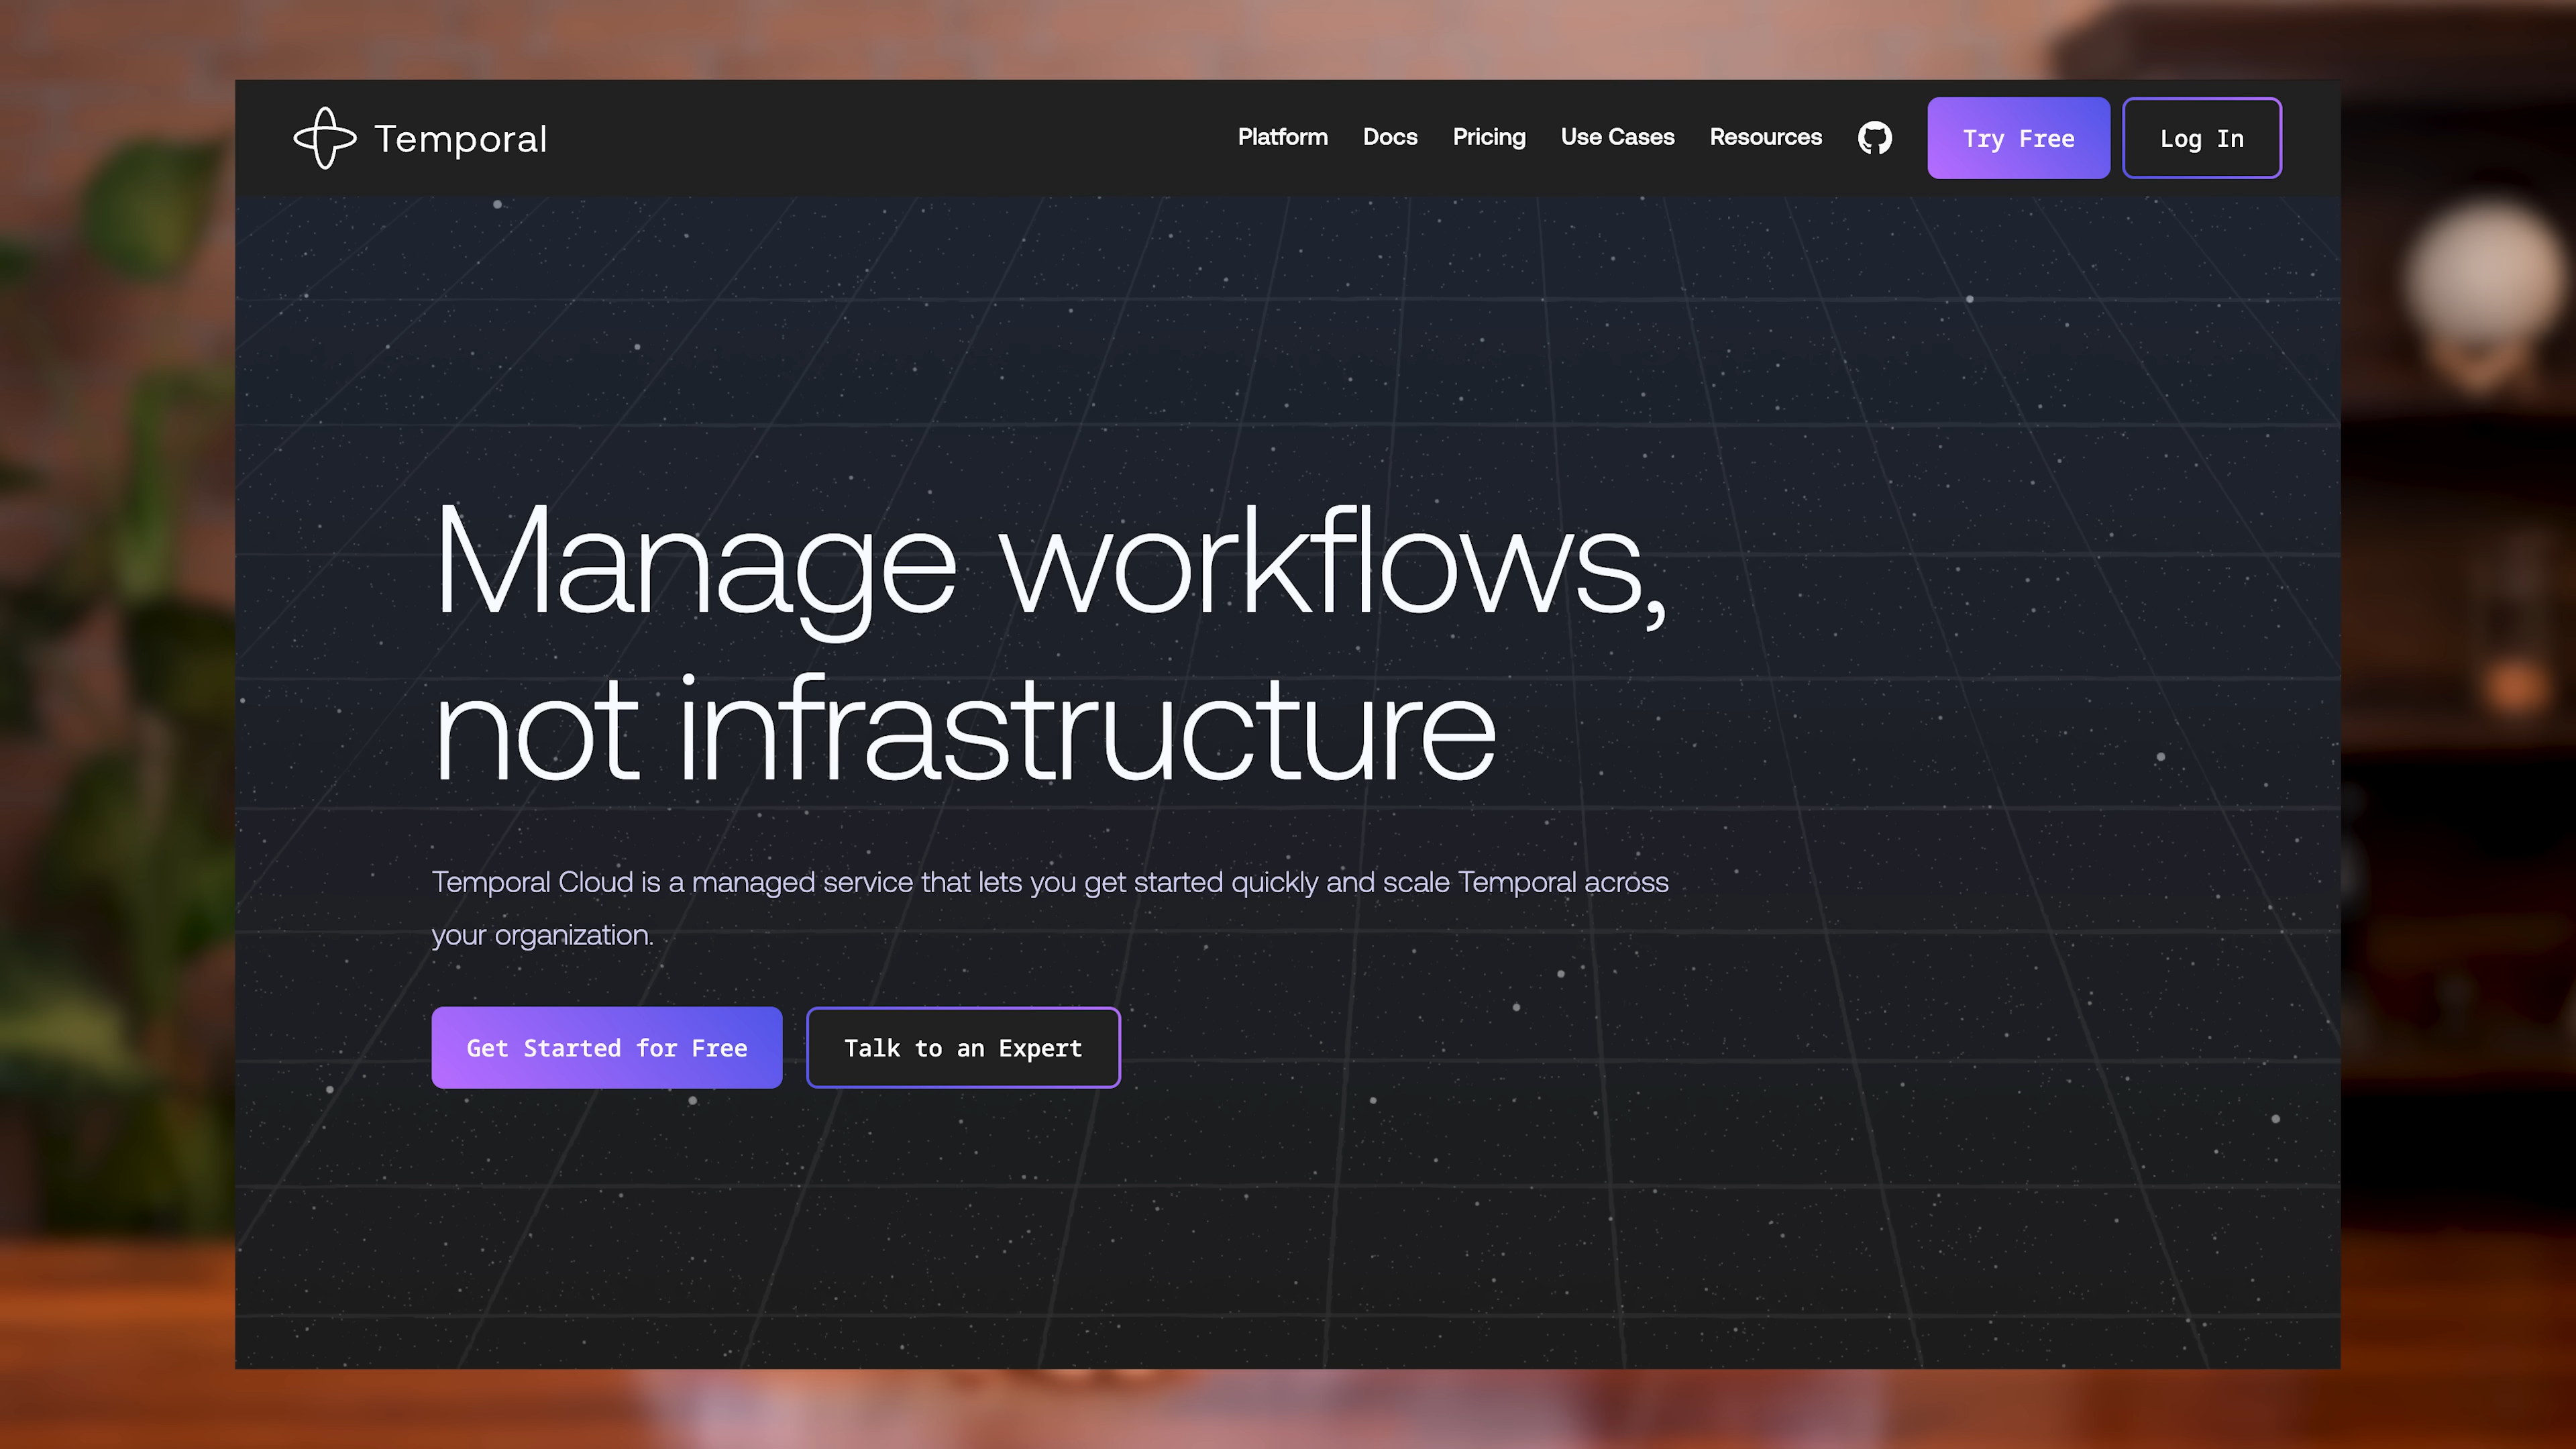 Temporal
Platform
Docs
Pricing
Use Cases
Resources
Try Free
Log In
Manage workflows,
not infrastructure
Temporal Cloud is a managed service that lets you get started quickly and scale Temporal across
your organization.
Get Started for Free
Talk to an Expert